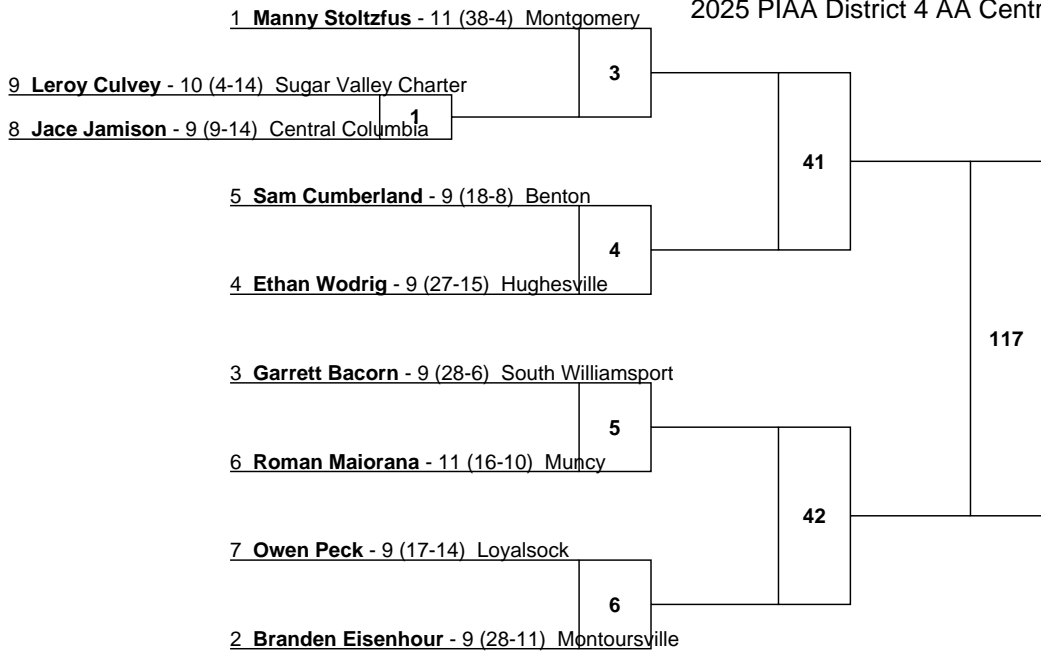 2025 PIAA District 4 AA Centr
1 Manny Stoltzfus - 11 (38-4) Montgomery
3
9 Leroy Culvey - 10 (4-14) Sugar Valley Charter
1
8 Jace Jamison - 9 (9-14) Central Columbia
41
5 Sam Cumberland - 9 (18-8) Benton
4
4 Ethan Wodrig - 9 (27-15) Hughesville
117
3 Garrett Bacorn - 9 (28-6) South Williamsport
5
6 Roman Maiorana - 11 (16-10) Muncy
42
7 Owen Peck - 9 (17-14) Loyalsock
6
2 Branden Eisenhour - 9 (28-11) Montoursville